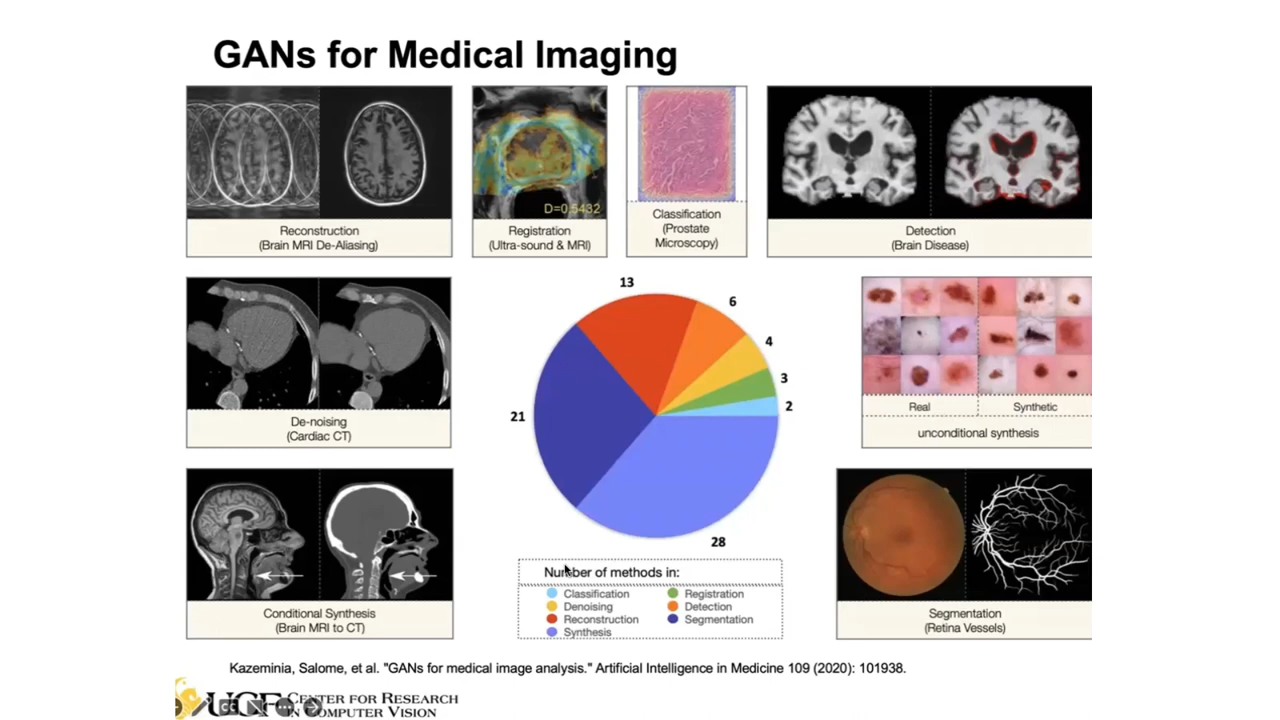 GANs for Medical Imaging
Reconstruction
(Brain MRI De-Aliasing)
D=0.5432
Registration
(Ultra-sound & MRI)
Classification
(Prostate
Microscopy)
Detection
(Brain Disease)
De-noising
(Cardiac CT)
13
6
4
3
2
21
28
Real
Synthetic
unconditional synthesis
Conditional Synthesis
(Brain MRI to CT)
Number of methods in:
Classification
Registration
Denoising
Detection
Reconstruction
Segmentation
Synthesis
Segmentation
(Retina Vessels)
Kazeminia, Salome, et al. "GANs for medical image analysis." Artificial Intelligence in Medicine 109 (2020): 101938.
UCF
CENTER FOR RESEARCH
IN COMPUTER VISION